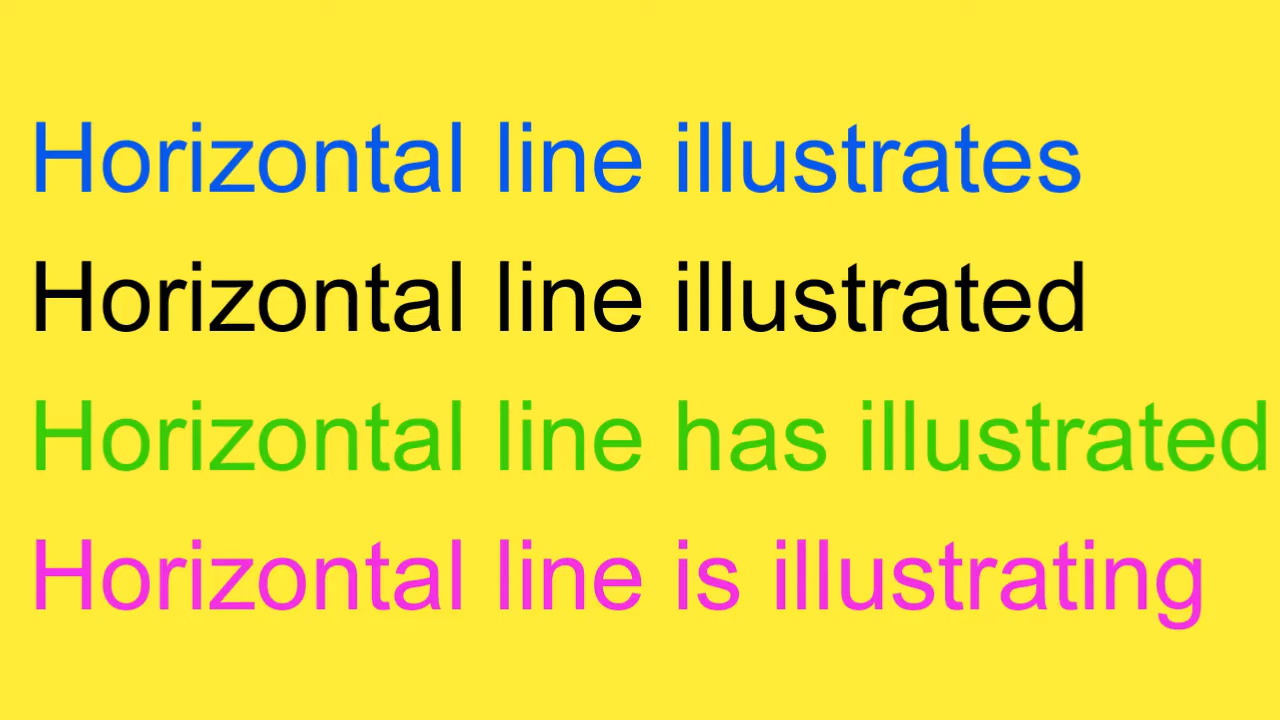 Horizontal line illustrates
Horizontal line illustrated
Horizontal line has illustrated
Horizontal line is illustrating